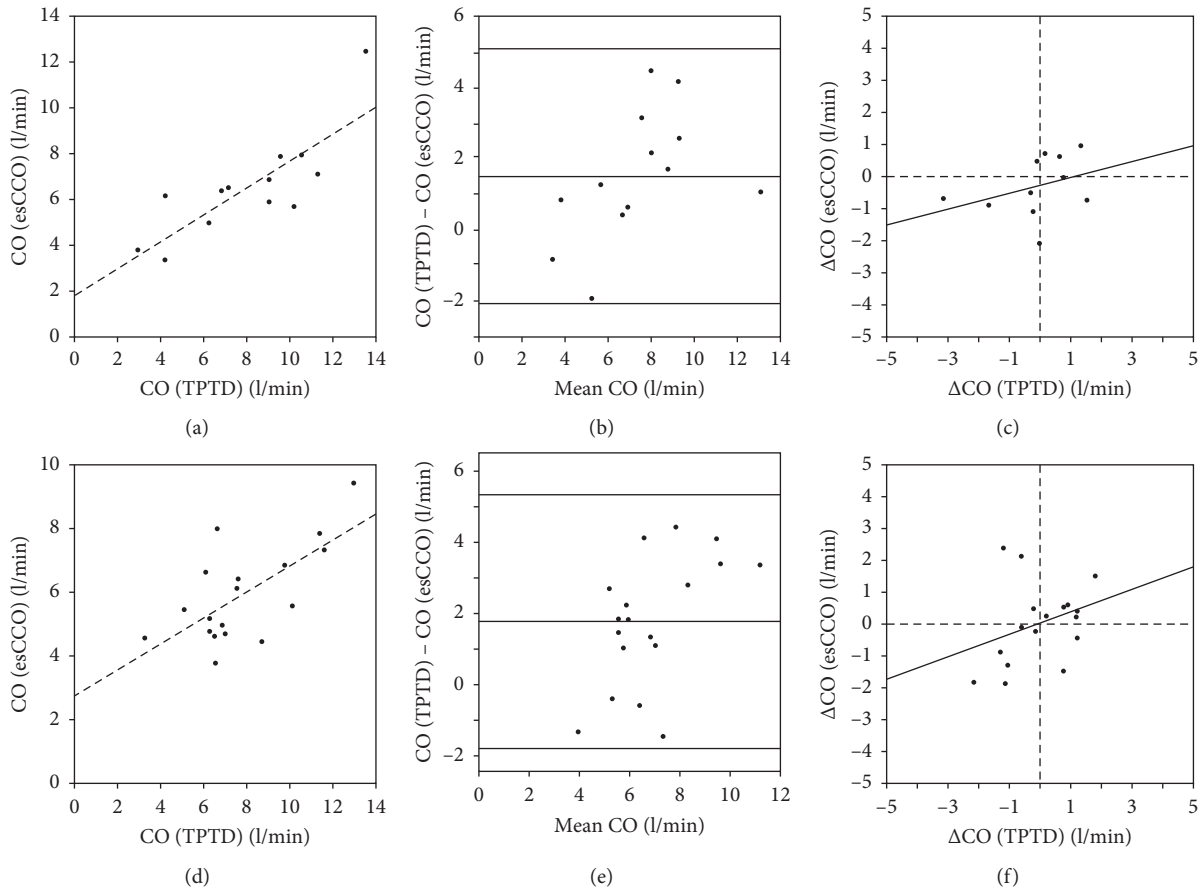 14
12
10
8
6
4
2
0
CO (esCCO) (l/min)
0 2 4 6 8 10 12 14
CO (TPTD) (l/min)
(a)
6
4
2
0
–2
CO (TPTD) – CO (esCCO) (l/min)
0 2 4 6 8 10 12 14
Mean CO (l/min)
(b)
5
4
3
2
1
0
–1
–2
–3
–4
–5
ΔCO (esCCO) (l/min)
–5 –3 –1 1 3 5
ΔCO (TPTD) (l/min)
(c)
10
8
6
4
2
0
CO (esCCO) (l/min)
0 2 4 6 8 10 12 14
CO (TPTD) (l/min)
(d)
6
4
2
0
–2
CO (TPTD) – CO (esCCO) (l/min)
0 2 4 6 8 10 12
Mean CO (l/min)
(e)
5
4
3
2
1
0
–1
–2
–3
–4
–5
ΔCO (esCCO) (l/min)
–5 –3 –1 1 3 5
ΔCO (TPTD) (l/min)
(f)